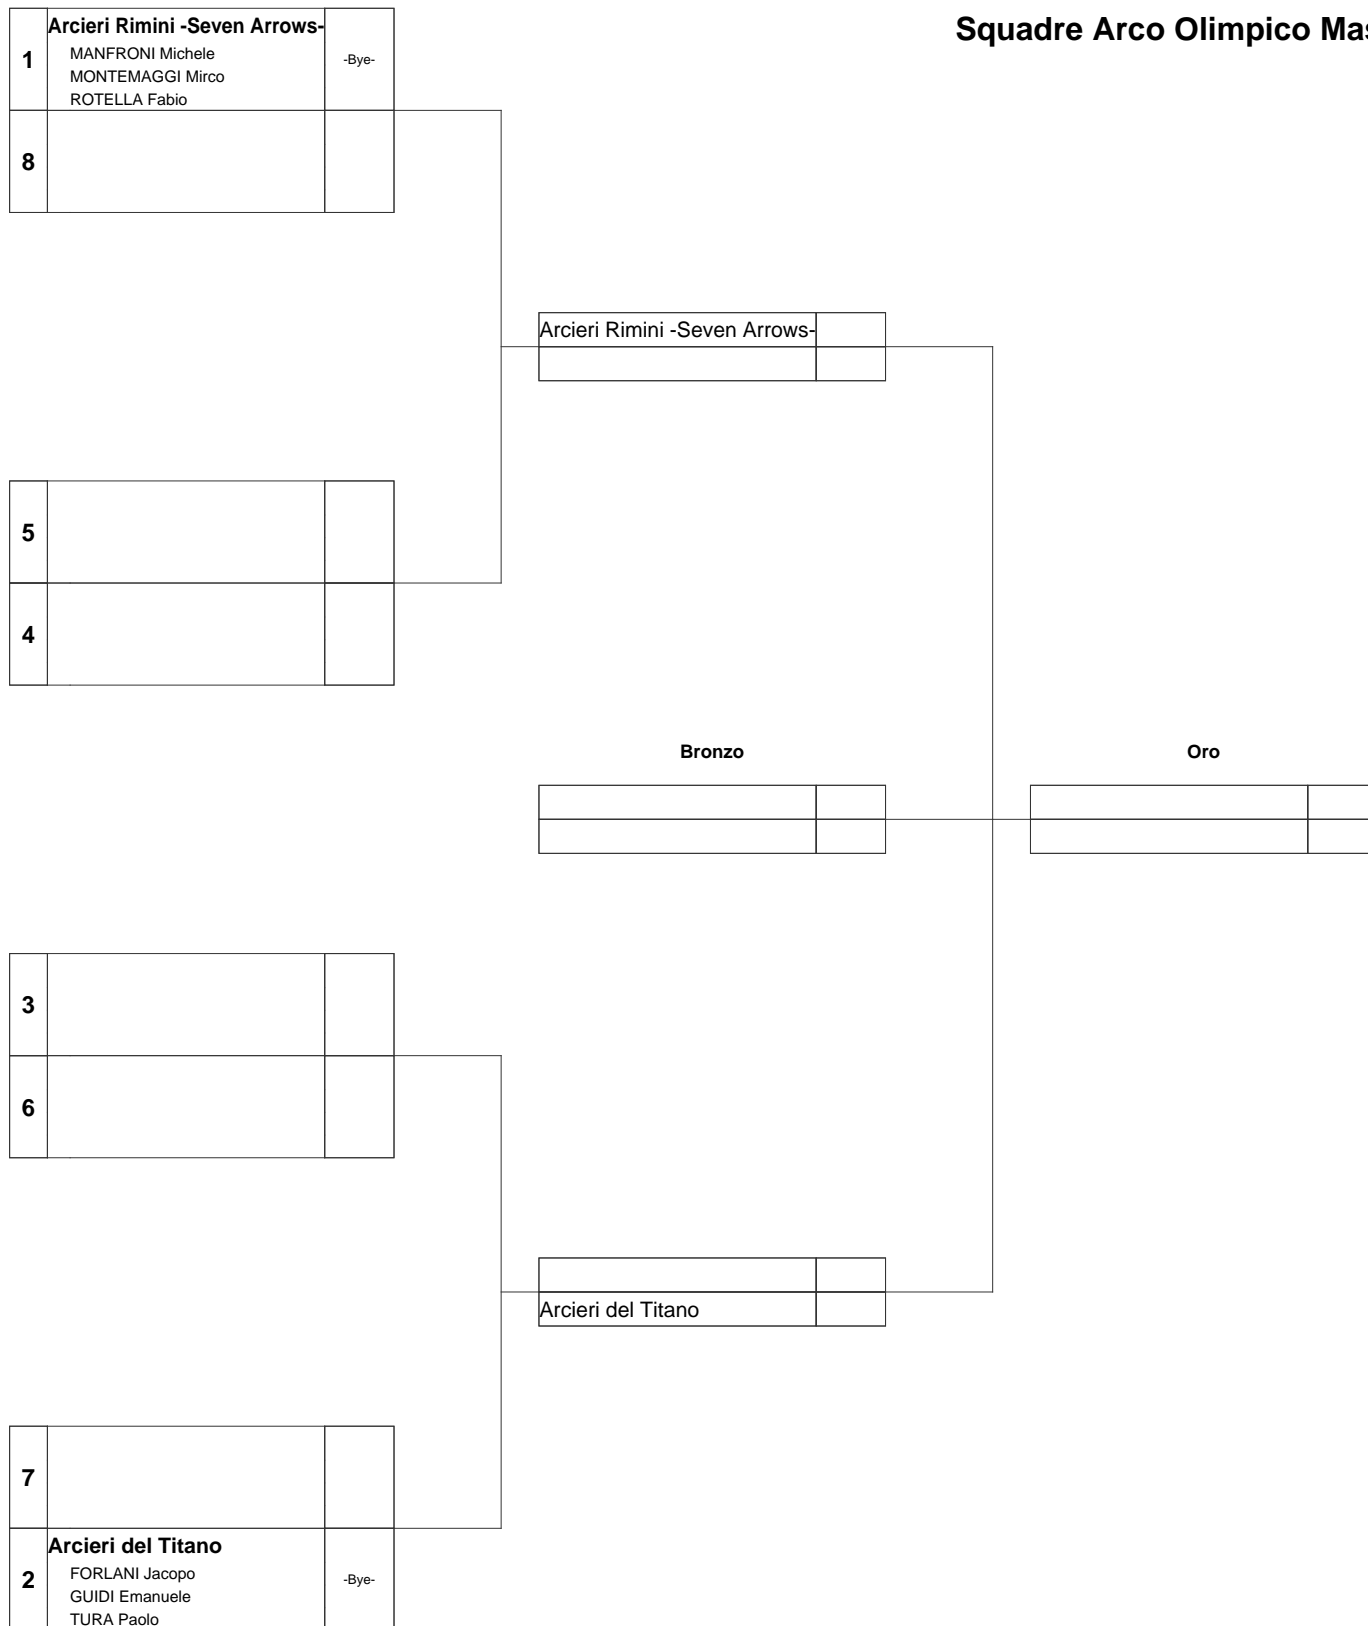 Squadre Arco Olimpico Mas
Arcieri Rimini -Seven Arrows-
1
MANFRONI Michele
MONTEMAGGI Mirco
ROTELLA Fabio
-Bye-
8
Arcieri Rimini -Seven Arrows-
5
4
Bronzo
Oro
3
6
Arcieri del Titano
7
Arcieri del Titano
2
FORLANI Jacopo
GUIDI Emanuele
TURA Paolo
-Bye-